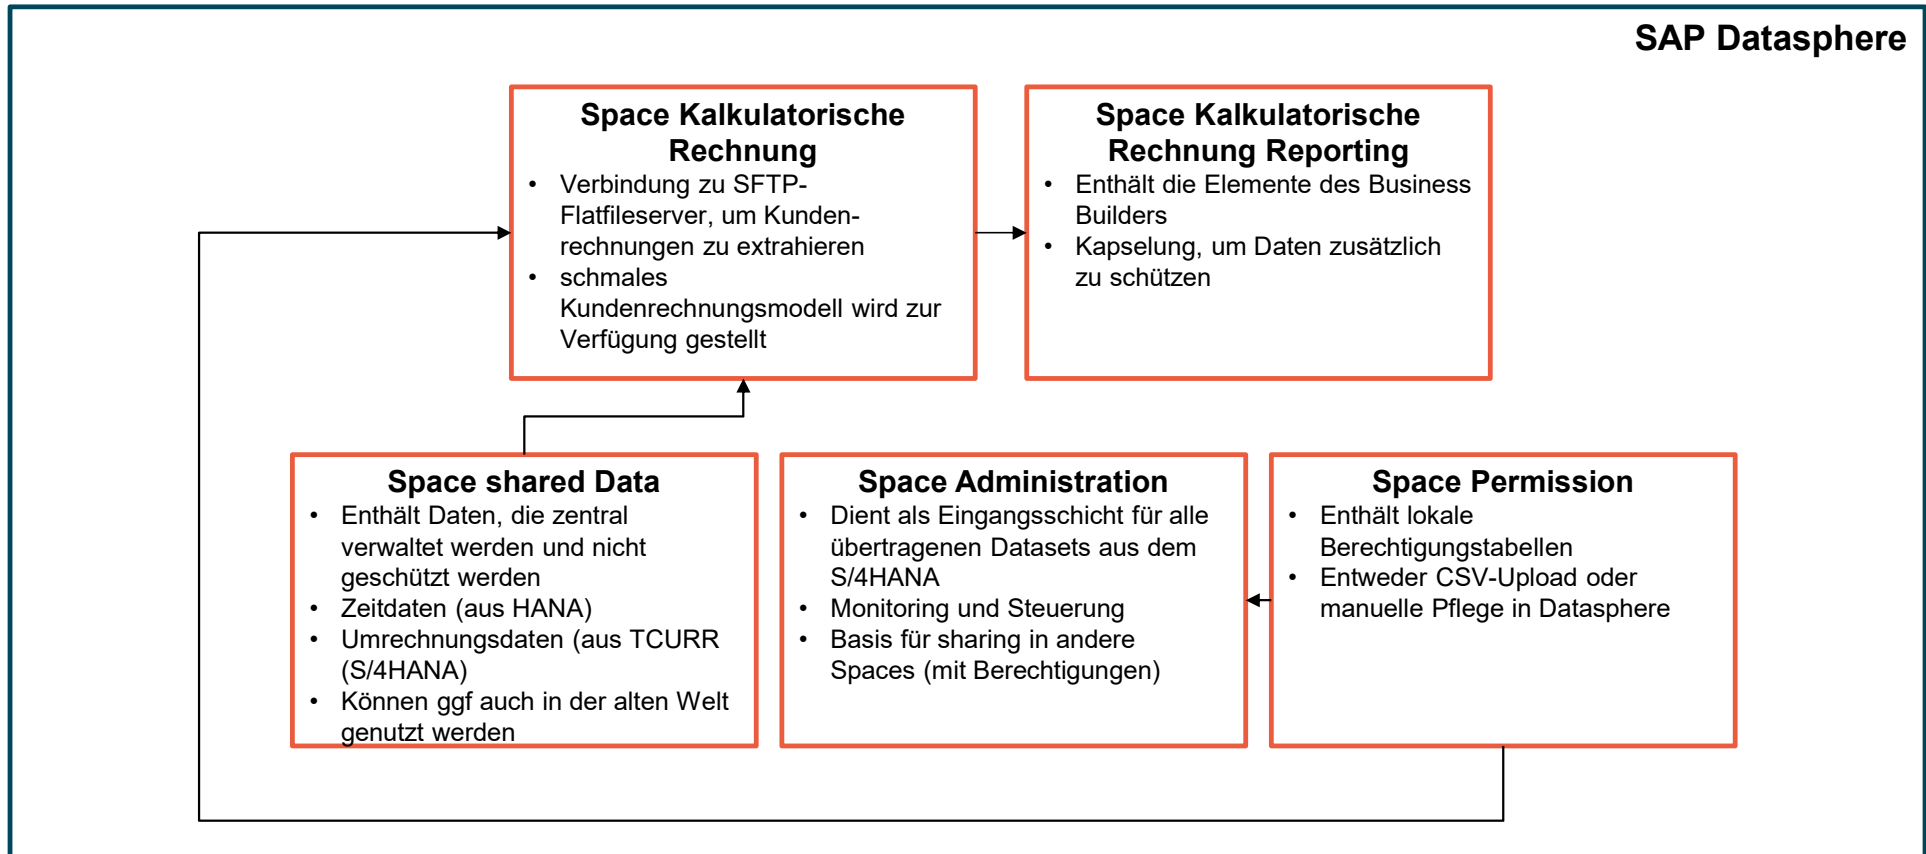 SAP Datasphere
Space Kalkulatorische
Rechnung
• Verbindung zu SFTP-
Flatfileserver, um Kunden-
rechnungen zu extrahieren
• schmales
Kundenrechnungsmodell wird zur
Verfügung gestellt
Space Kalkulatorische
Rechnung Reporting
• Enthält die Elemente des Business
Builders
• Kapselung, um Daten zusätzlich
zu schützen
Space shared Data
• Enthält Daten, die zentral
verwaltet werden und nicht
geschützt werden
• Zeitdaten (aus HANA)
• Umrechnungsdaten (aus TCURR
(S/4HANA)
• Können ggf auch in der alten Welt
genutzt werden
Space Administration
• Dient als Eingangsschicht für alle
übertragenen Datasets aus dem
S/4HANA
• Monitoring und Steuerung
• Basis für sharing in andere
Spaces (mit Berechtigungen)
Space Permission
• Enthält lokale
Berechtigungstabellen
• Entweder CSV-Upload oder
manuelle Pflege in Datasphere